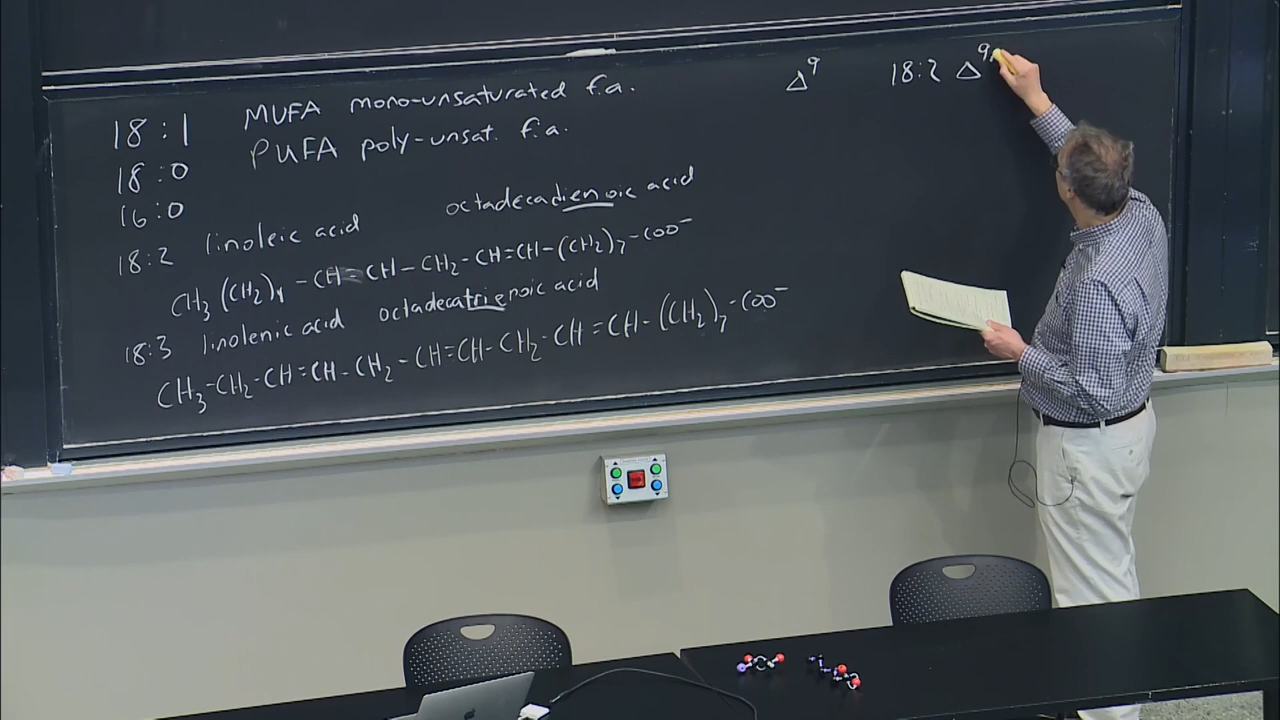 18:1 MUFA mono-unsaturated f.a.
18:0 PUFA poly-unsat. f.a.
16:0
18:2 linoleic acid octadecadienoic acid
CH₃(CH₂)₄-CH=CH-CH₂-CH=CH-(CH₂)₇-COO⁻
18:3 linolenic acid octadecatrienoic acid
CH₃-CH₂-CH=CH-CH₂-CH=CH-CH₂-CH=CH-(CH₂)₇-COO⁻
Δ⁹
18:2 Δ⁹